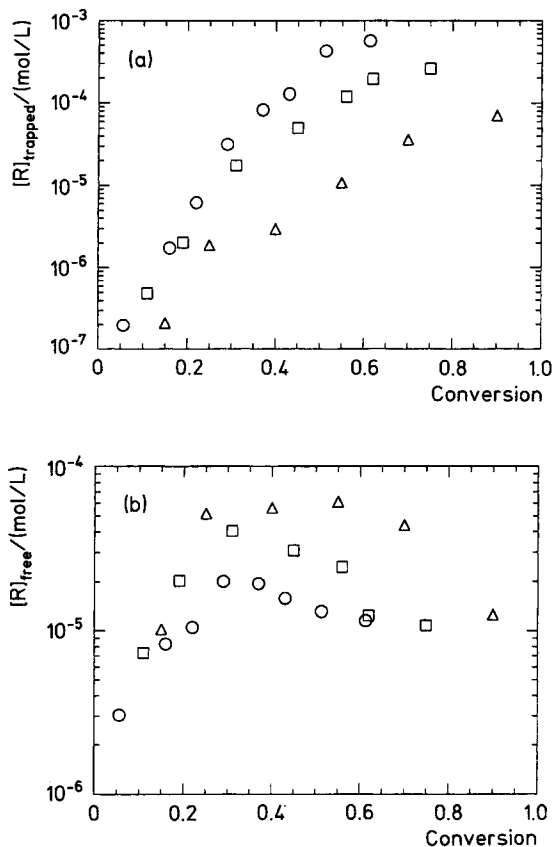 (a)
[R]trapped/(mol/L)
10⁻³
10⁻⁴
10⁻⁵
10⁻⁶
10⁻⁷
0 0.2 0.4 0.6 0.8 1.0
Conversion
(b)
[R]free/(mol/L)
10⁻⁴
10⁻⁵
10⁻⁶
0 0.2 0.4 0.6 0.8 1.0
Conversion